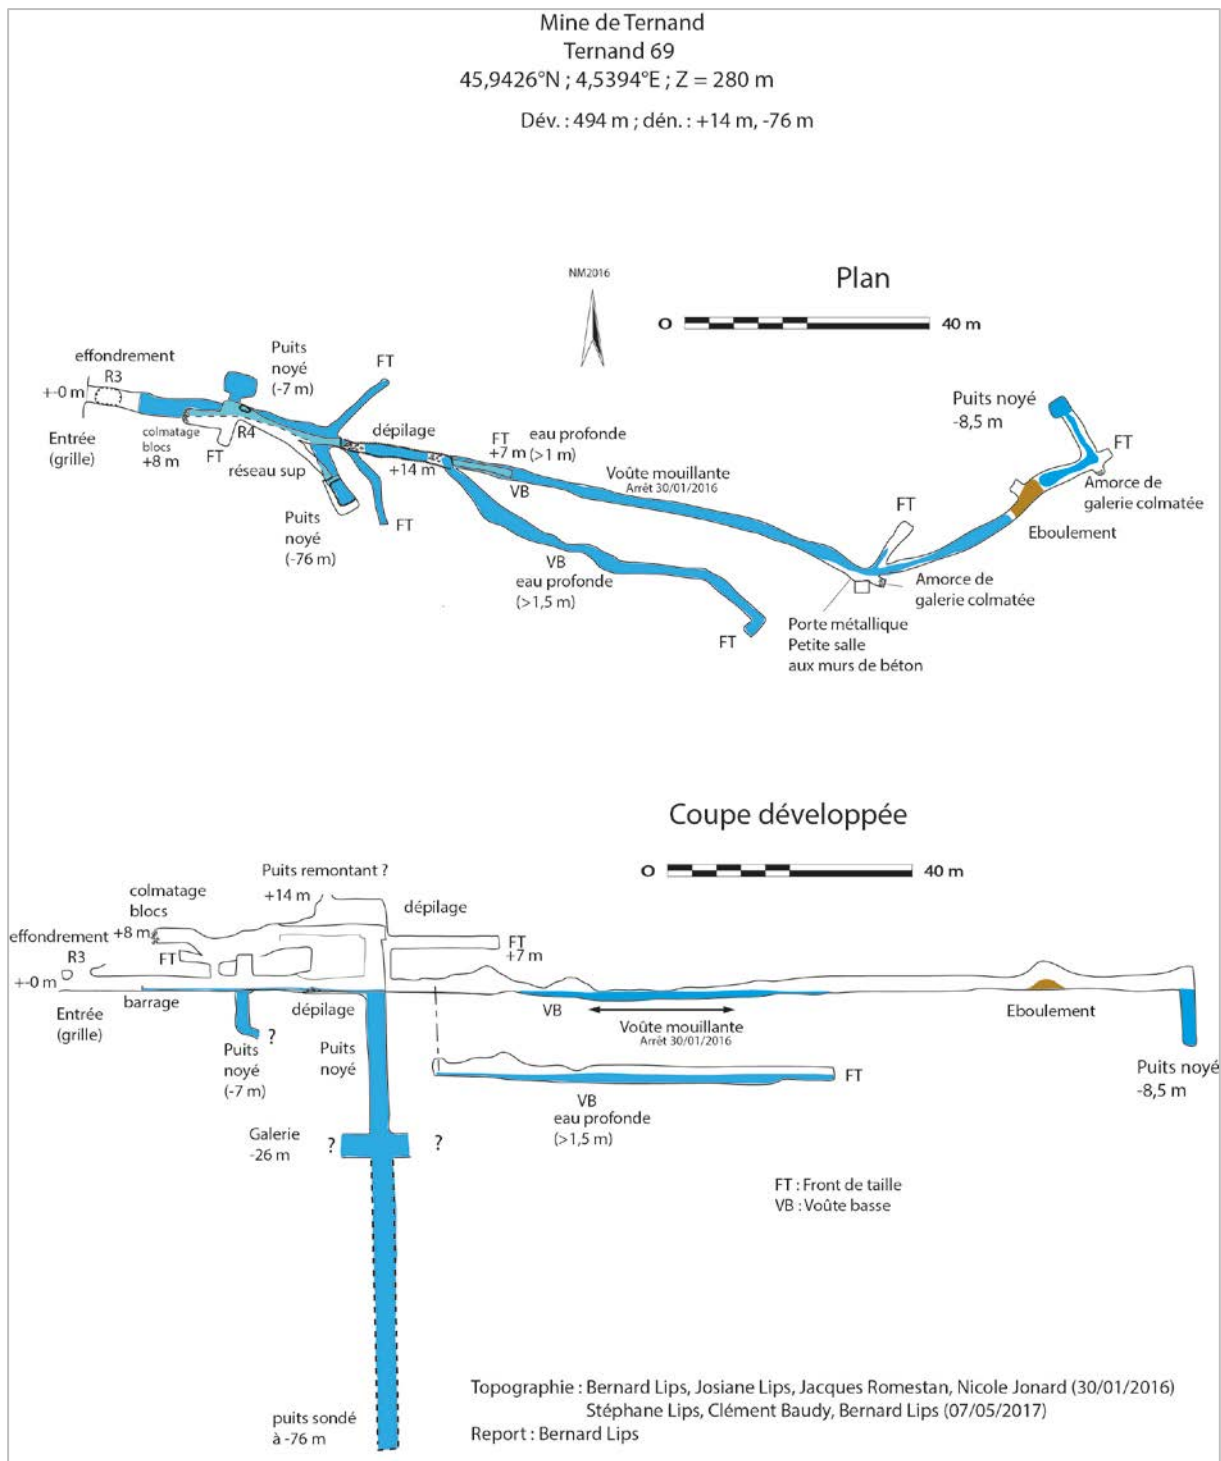 Mine de Ternand
Ternand 69
45,9426°N ; 4,5394°E ; Z = 280 m
Dév. : 494 m ; dén. : +14 m, -76 m
NM2016
Plan
O 40 m
effondrement
R3
+-0 m
Entrée
(grille)
Puits
noyé
(-7 m)
FT
colmatage
blocs
+8 m
FT
R4
réseau sup
Puits
noyé
(-76 m)
FT
dépilage
+14 m
FT
+7 m
eau profonde
(>1 m)
VB
Voûte mouillante
Arrêt 30/01/2016
VB
eau profonde
(>1,5 m)
FT
FT
Porte métallique
Petite salle
aux murs de béton
Amorce de
galerie colmatée
Puits noyé
-8,5 m
FT
Amorce de
galerie colmatée
Eboulement
Coupe développée
O 40 m
Puits remontant ?
+14 m
colmatage
blocs
+8 m
dépilage
effondrement
R3
FT
FT
+7 m
+-0 m
Entrée
(grille)
barrage
dépilage
?
Puits
noyé
(-7 m)
Puits
noyé
VB
Voûte mouillante
Arrêt 30/01/2016
Eboulement
Puits noyé
-8,5 m
FT
VB
eau profonde
(>1,5 m)
Galerie
-26 m
? ?
FT : Front de taille
VB : Voûte basse
puits sondé
à -76 m
Topographie : Bernard Lips, Josiane Lips, Jacques Romestan, Nicole Jonard (30/01/2016)
Stéphane Lips, Clément Baudy, Bernard Lips (07/05/2017)
Report : Bernard Lips